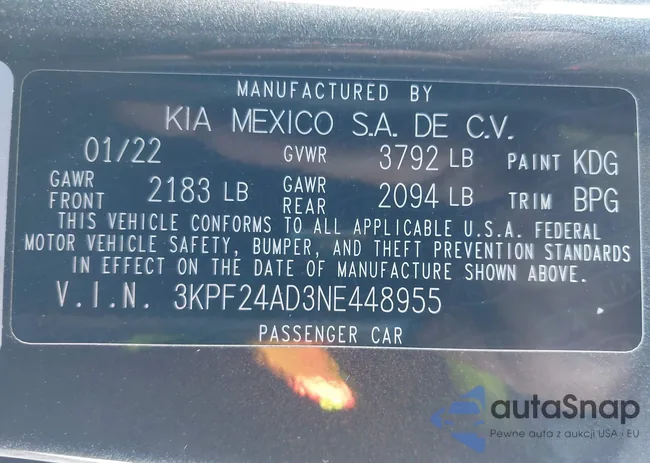 MANUFACTURED BY
KIA MEXICO S.A. DE C.V.
01/22 GVWR 3792 LB PAINT KDG
GAWR FRONT 2183 LB GAWR REAR 2094 LB TRIM BPG
THIS VEHICLE CONFORMS TO ALL APPLICABLE U.S.A. FEDERAL
MOTOR VEHICLE SAFETY, BUMPER, AND THEFT PREVENTION STANDARDS
IN EFFECT ON THE DATE OF MANUFACTURE SHOWN ABOVE.
V.I.N. 3KPF24AD3NE448955
PASSENGER CAR
autaSnap
Pewne auta z aukcji USA - EU